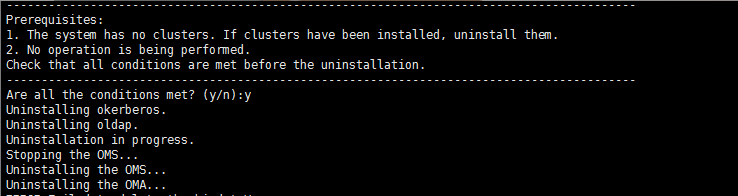 ------------------------------------------------------------------------------------------
Prerequisites:
1. The system has no clusters. If clusters have been installed, uninstall them.
2. No operation is being performed.
Check that all conditions are met before the uninstallation.
------------------------------------------------------------------------------------------
Are all the conditions met? (y/n):y
Uninstalling okerberos.
Uninstalling oldap.
Uninstallation in progress.
Stopping the OMS...
Uninstalling the OMS...
Uninstalling the OMA...